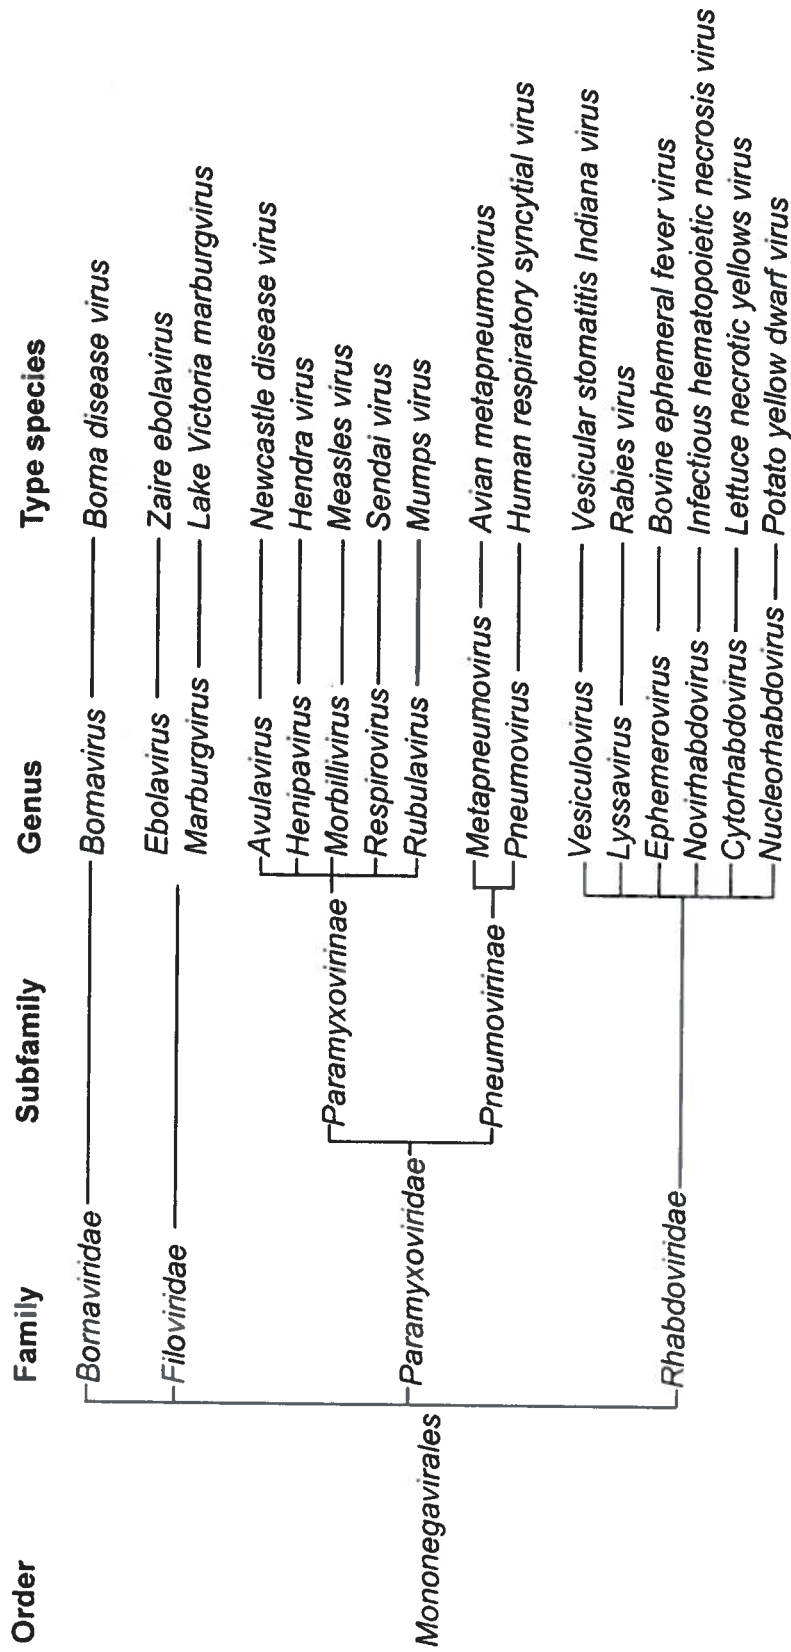 Order Family Subfamily Genus Type species
Bornaviridae Bornavirus Borna disease virus
Filoviridae Ebolavirus Zaire ebolavirus
Marburgvirus Lake Victoria marburgvirus
Avulavirus Newcastle disease virus
Henipavirus Hendra virus
Paramyxovirinae Morbillivirus Measles virus
Respirovirus Sendai virus
Mononegavirales Paramyxoviridae Rubulavirus Mumps virus
Metapneumovirus Avian metapneumovirus
Pneumovirinae Pneumovirus Human respiratory syncytial virus
Vesiculovirus Vesicular stomatitis Indiana virus
Lyssavirus Rabies virus
Rhabdoviridae Ephemerovirus Bovine ephemeral fever virus
Novirhabdovirus Infectious hematopoietic necrosis virus
Cytorhabdovirus Lettuce necrotic yellows virus
Nucleorhabdovirus Potato yellow dwarf virus